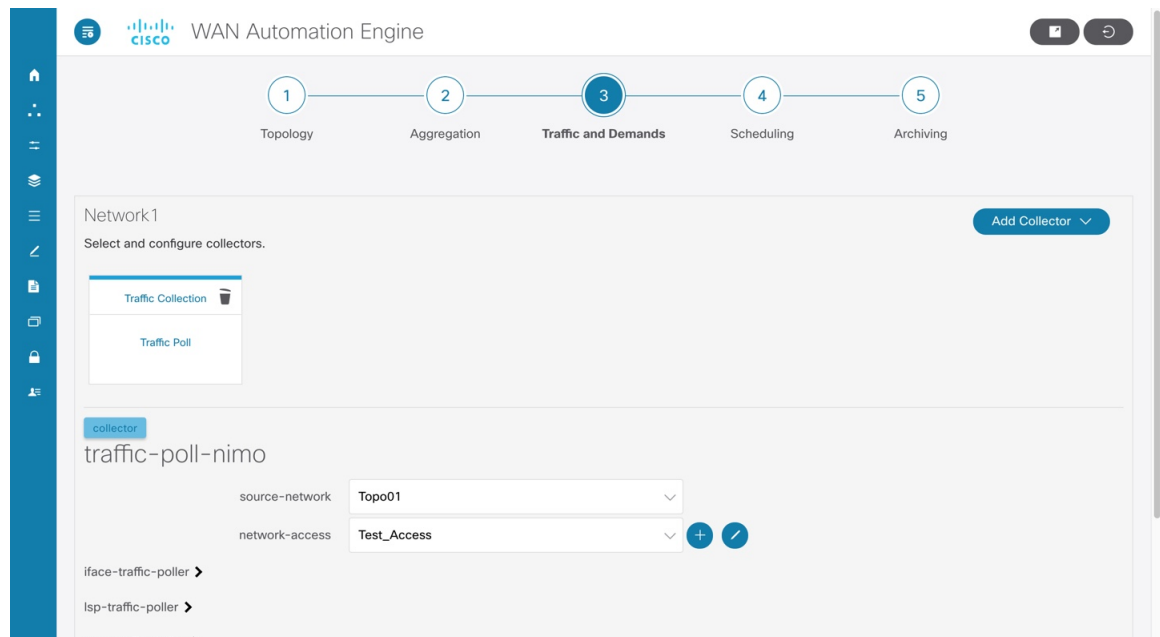 CISCO WAN Automation Engine
1 2 3 4 5
Topology Aggregation Traffic and Demands Scheduling Archiving
Network1
Add Collector
Select and configure collectors.
Traffic Collection
Traffic Poll
collector
traffic-poll-nimo
source-network Topo01
network-access Test_Access
iface-traffic-poller
lsp-traffic-poller